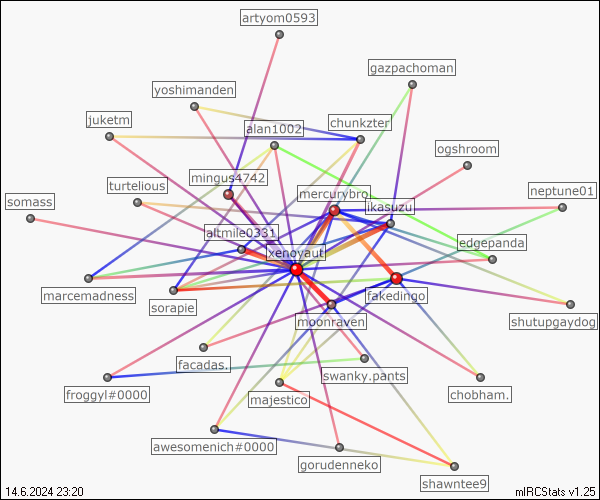 artyom0593
gazpachoman
yoshimanden
juketm
alan1002
chunkzter
ogshroom
mingus4742
turtelious
mercurybro
neptune01
somass
ikasuzu
altmile0331
edgepanda
xenoyaut
marcemadness
fakedingo
sorapie
moonraven
shutupgaydog
facadas.
swanky.pants
froggyl#0000
chobham.
majestico
awesomenich#0000
gorudenneko
shawntee9
14.6.2024 23:20
mIRCStats v1.25